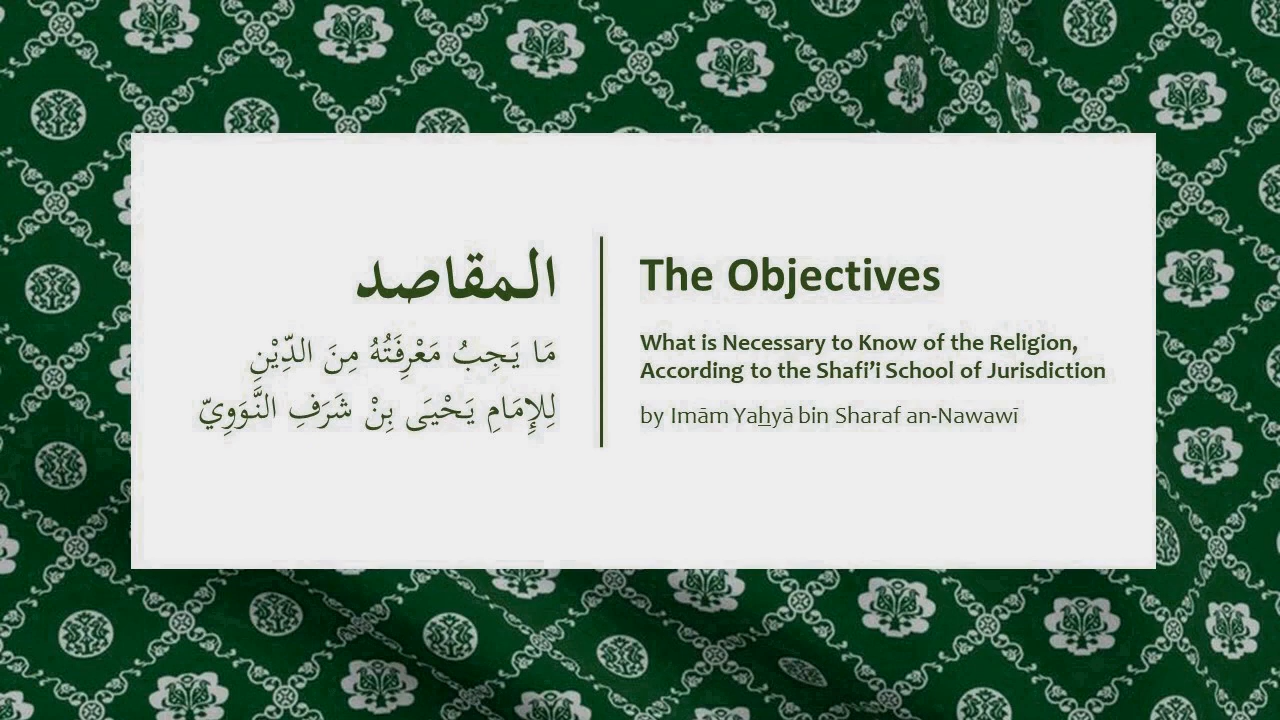 المقاصد
مَا يَجِبُ مَعْرِفَتُهُ مِنَ الدِّيْنِ
لِلإِمَامِ يَحْيَى بِنْ شَرَفِ النَّوَوِيّ
The Objectives
What is Necessary to Know of the Religion,
According to the Shafi’i School of Jurisdiction
by Imām Yaẖyā bin Sharaf an-Nawawī